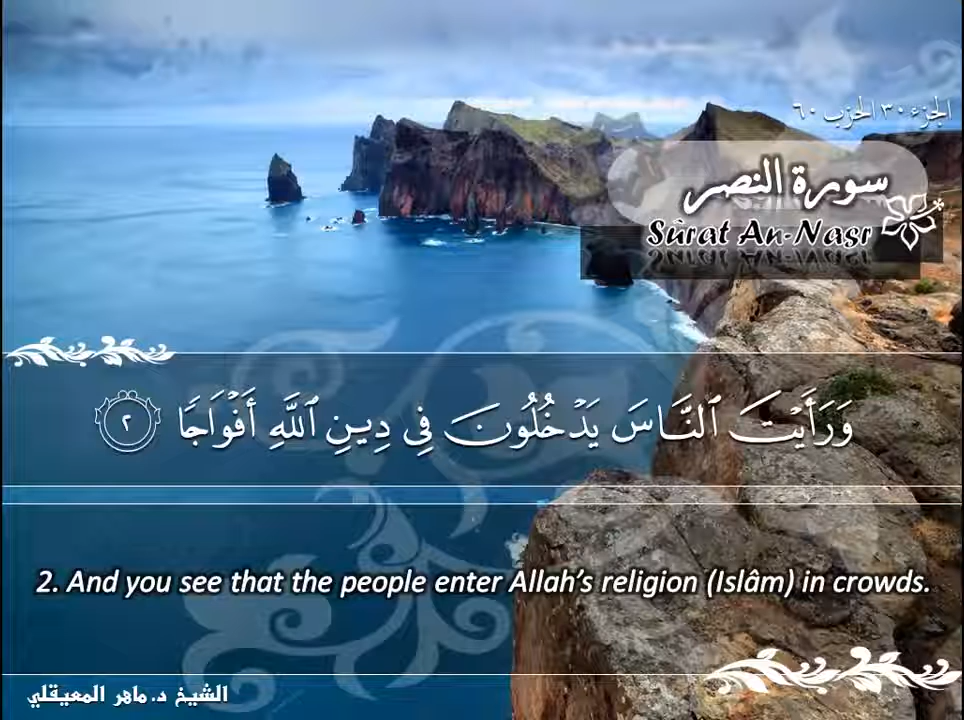 الجزء ٣٠ الحزب ٦٠
سورة النصر
Sûrat An-Nasr
وَرَأَيْتَ ٱلنَّاسَ يَدْخُلُونَ فِى دِينِ ٱللَّهِ أَفْوَاجًا ٢
2. And you see that the people enter Allah’s religion (Islâm) in crowds.
الشيخ د. ماهر المعيقلي